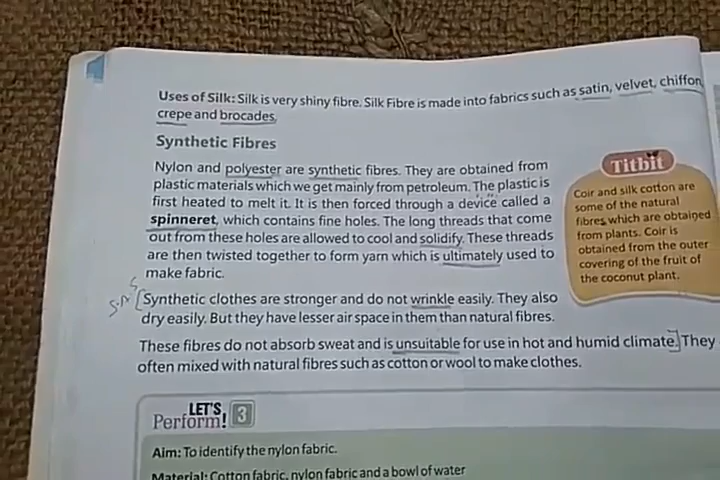 Uses of Silk: Silk is very shiny fibre. Silk Fibre is made into fabrics such as satin, velvet, chiffon,
crepe and brocades.
Synthetic Fibres
Nylon and polyester are synthetic fibres. They are obtained from
plastic materials which we get mainly from petroleum. The plastic is
first heated to melt it. It is then forced through a device called a
spinneret, which contains fine holes. The long threads that come
out from these holes are allowed to cool and solidify. These threads
are then twisted together to form yarn which is ultimately used to
make fabric.
Titbit
Coir and silk cotton are
some of the natural
fibres which are obtained
from plants. Coir is
obtained from the outer
covering of the fruit of
the coconut plant.
Synthetic clothes are stronger and do not wrinkle easily. They also
dry easily. But they have lesser air space in them than natural fibres.
These fibres do not absorb sweat and is unsuitable for use in hot and humid climate. They
often mixed with natural fibres such as cotton or wool to make clothes.
LET'S
Perform! 3
Aim: To identify the nylon fabric.
Material: Cotton fabric, nylon fabric and a bowl of water